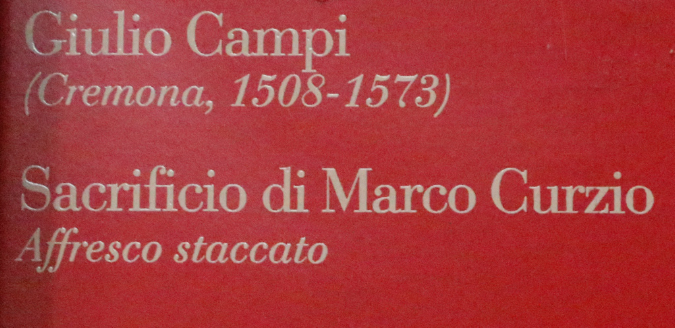 Giulio Campi
(Cremona, 1508-1573)
Sacrificio di Marco Curzio
Affresco staccato